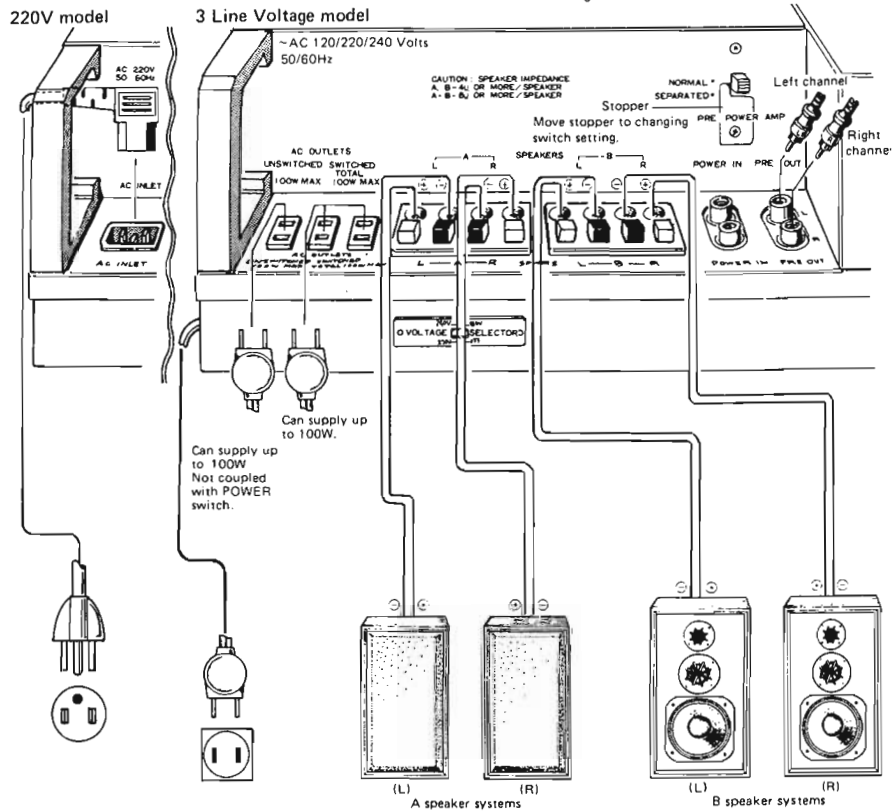 220V model
3 Line Voltage model
~AC 120/220/240 Volts
50/60Hz
AC 220V
50 60Hz
CAUTION : SPEAKER IMPEDANCE
A, B-4Ω OR MORE/SPEAKER
A-B-8Ω OR MORE/SPEAKER
NORMAL
SEPARATED
Left channel
Stopper
PRE POWER AMP
Move stopper to changing
switch setting.
Right
channel
AC OUTLETS
UNSWITCHED SWITCHED
TOTAL
100W MAX 100W MAX
A
L R
SPEAKERS
B
L R
POWER IN PRE OUT
AC INLET
AC INLET
L
R
AC OUTLETS
UNSWITCHED SWITCHED
L A R
L B R
POWER IN PRE OUT
VOLTAGE SELECTOR
Can supply up
to 100W.
Can supply up
to 100W
Not coupled
with POWER
switch.
(L)
(R)
A speaker systems
(L)
(R)
B speaker systems